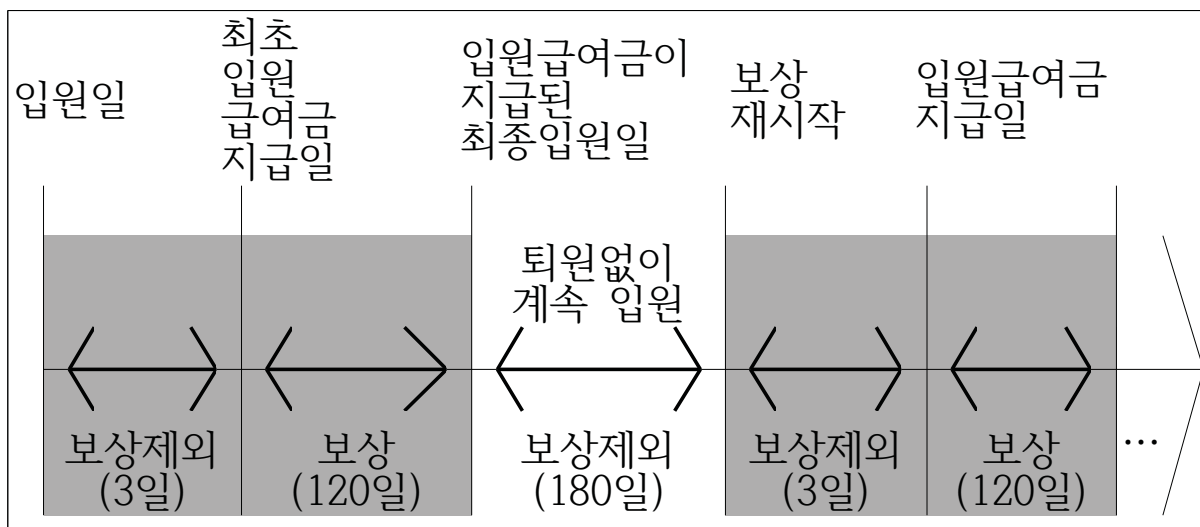 입원일
최초
입원
급여금
지급일
입원급여금이
지급된
최종입원일
보상
재시작
입원급여금
지급일
퇴원없이
계속 입원
보상제외
(3일)
보상
(120일)
보상제외
(180일)
보상제외
(3일)
보상
(120일)
…